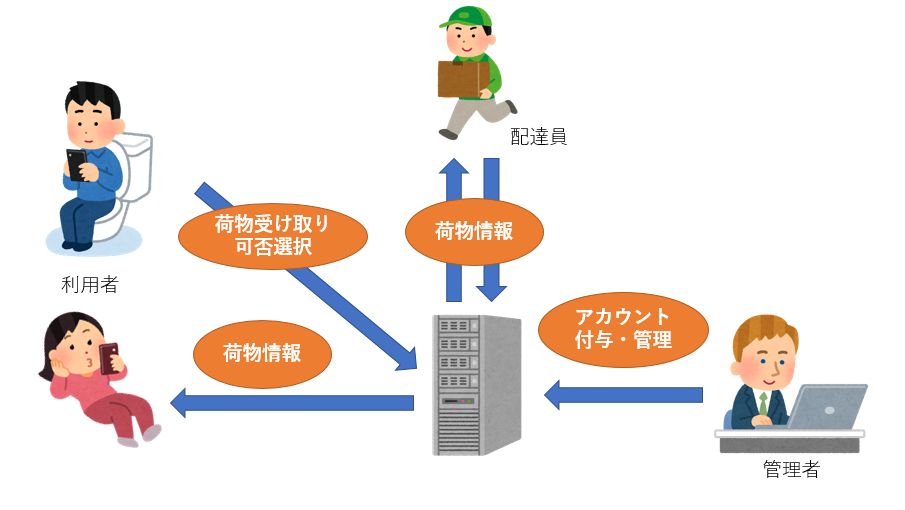 配達員
荷物受け取り
可否選択
荷物情報
利用者
アカウント
付与・管理
荷物情報
管理者